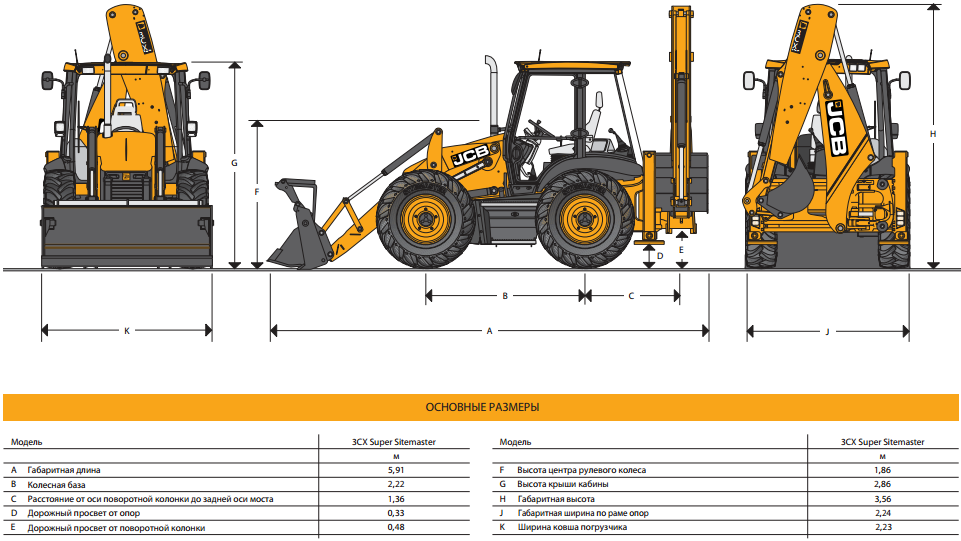 JCB
JCB
JCB
JCB
G
F
H
D
E
B
C
A
K
J
ОСНОВНЫЕ РАЗМЕРЫ
Модель 3CX Super Sitemaster
м
A Габаритная длина 5,91
B Колесная база 2,22
C Расстояние от оси поворотной колонки до задней оси моста 1,36
D Дорожный просвет от опор 0,33
E Дорожный просвет от поворотной колонки 0,48
Модель 3CX Super Sitemaster
м
F Высота центра рулевого колеса 1,86
G Высота крыши кабины 2,86
H Габаритная высота 3,56
J Габаритная ширина по раме опор 2,24
K Ширина ковша погрузчика 2,23